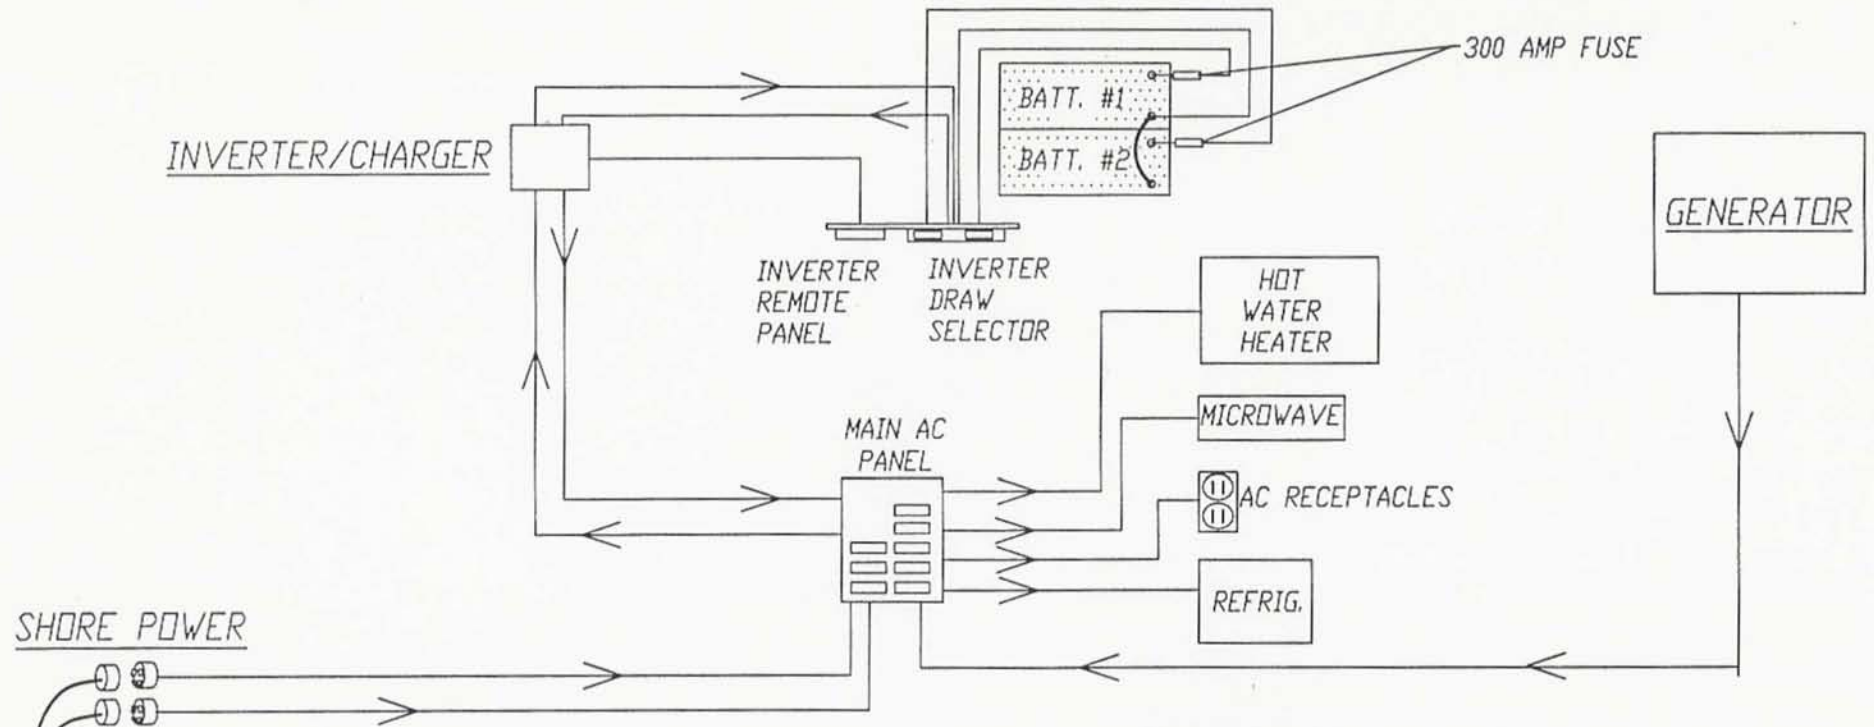 300 AMP FUSE
BATT. #1
INVERTER/CHARGER
BATT. #2
GENERATOR
INVERTER
REMOTE
PANEL
INVERTER
DRAW
SELECTOR
HOT
WATER
HEATER
MICROWAVE
MAIN AC
PANEL
AC RECEPTACLES
REFRIG.
SHORE POWER